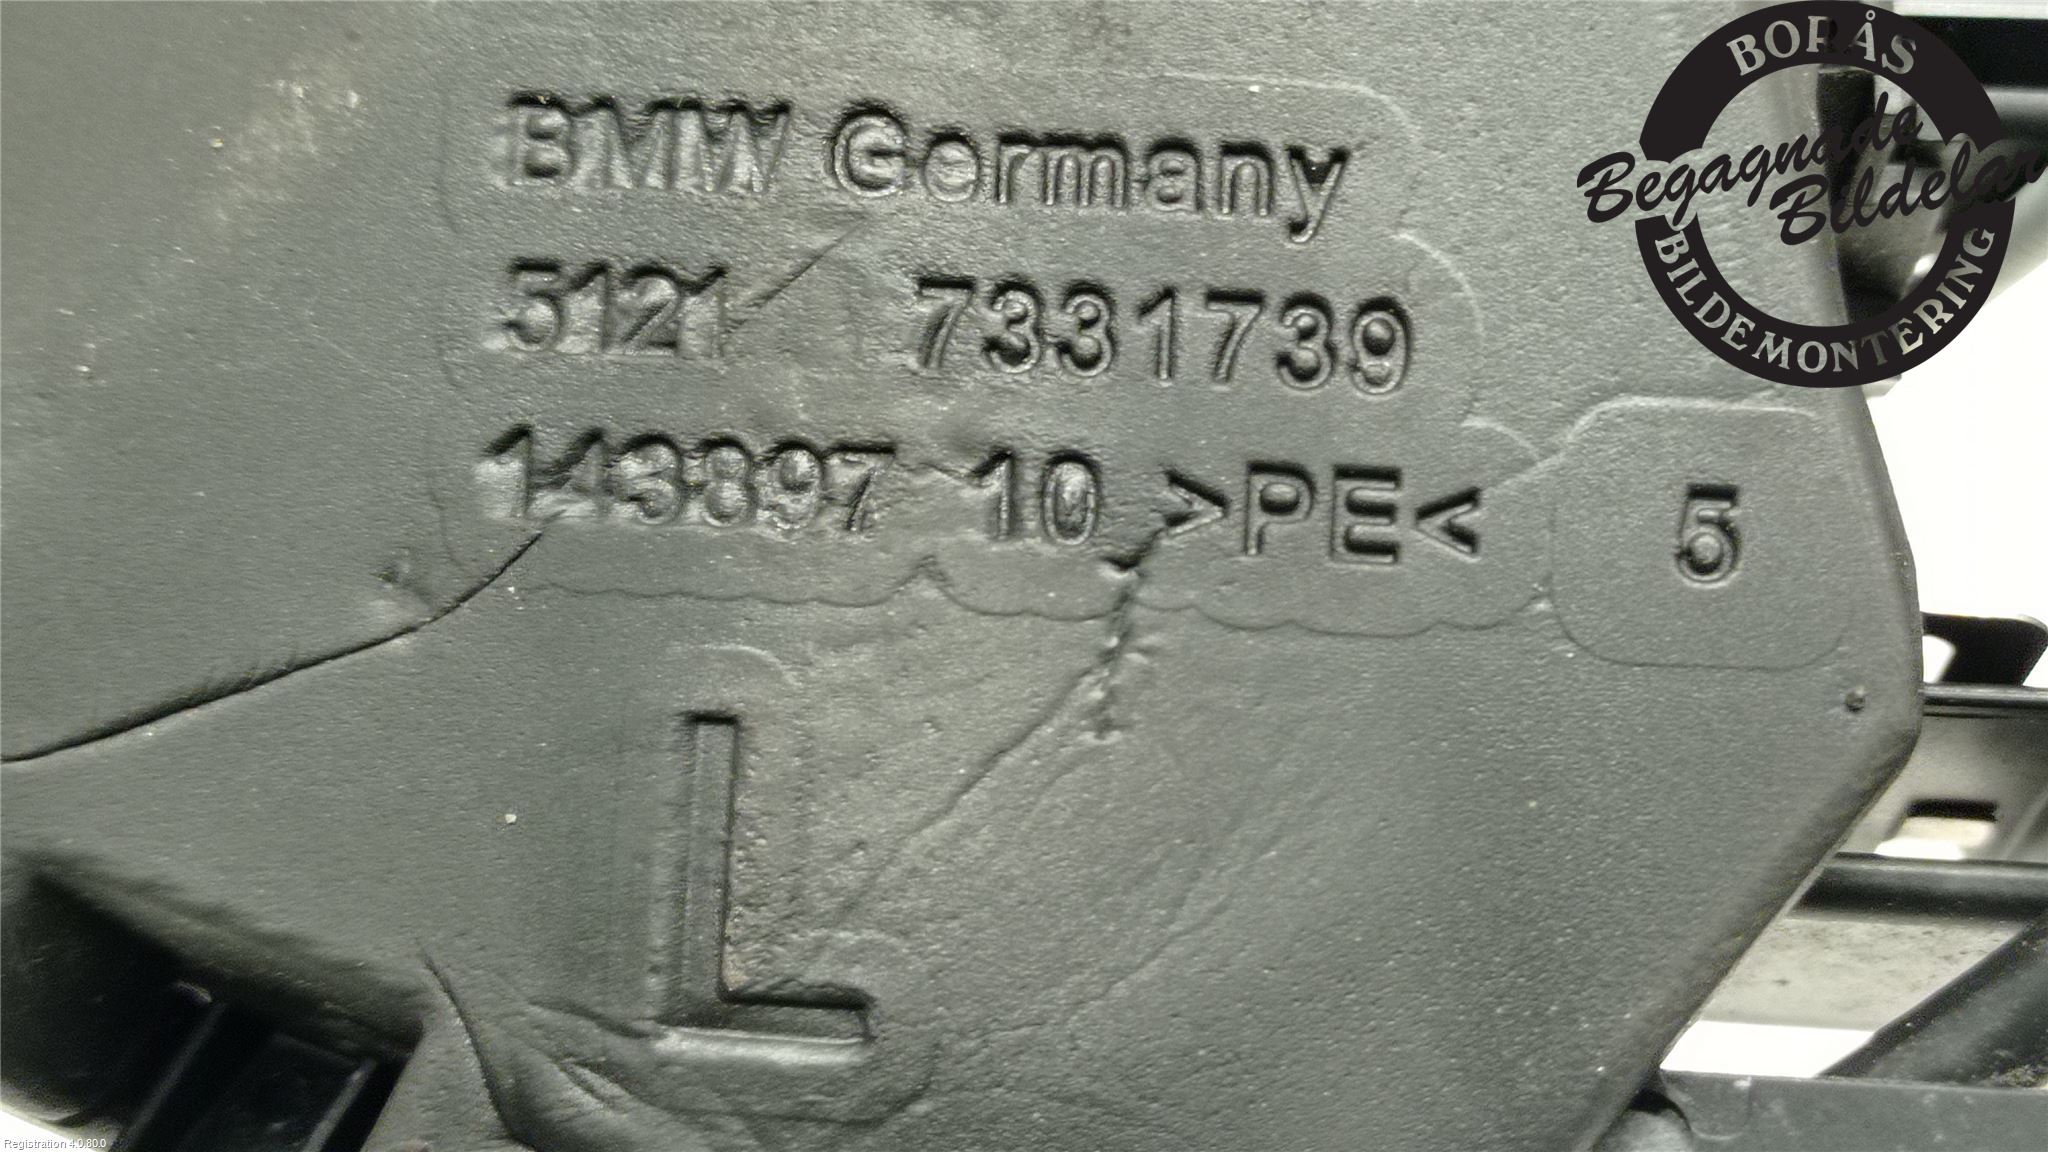 BMW Germany
5121 7331739
143897 10 >PE<
5
L
BORÅS
Begagnade
Bildelar
BILDEMONTERING
Registration 4.0.80.0